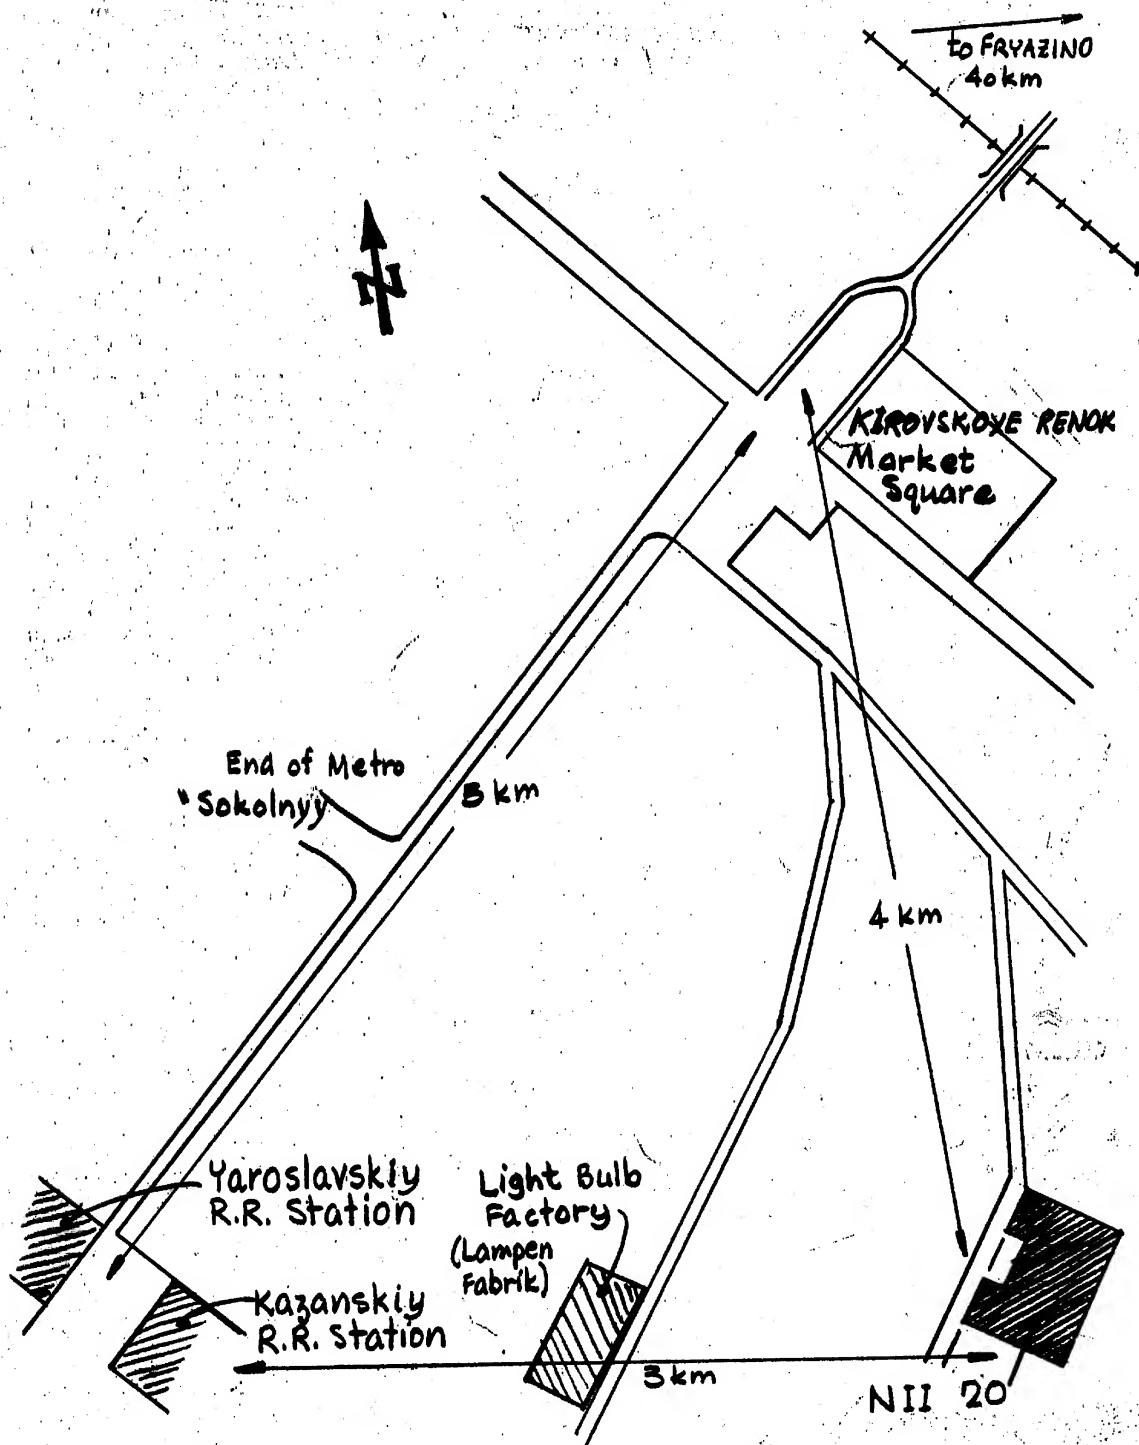 to FRYAZINO
40km
N
KIROVSKOYE RENOK
Market
Square
End of Metro
"Sokolnyy
3 km
4 km
Yaroslavskiy
R.R. Station
Light Bulb
Factory
(Lampen
Fabrik)
Kazanskiy
R.R. Station
3km
NII 20